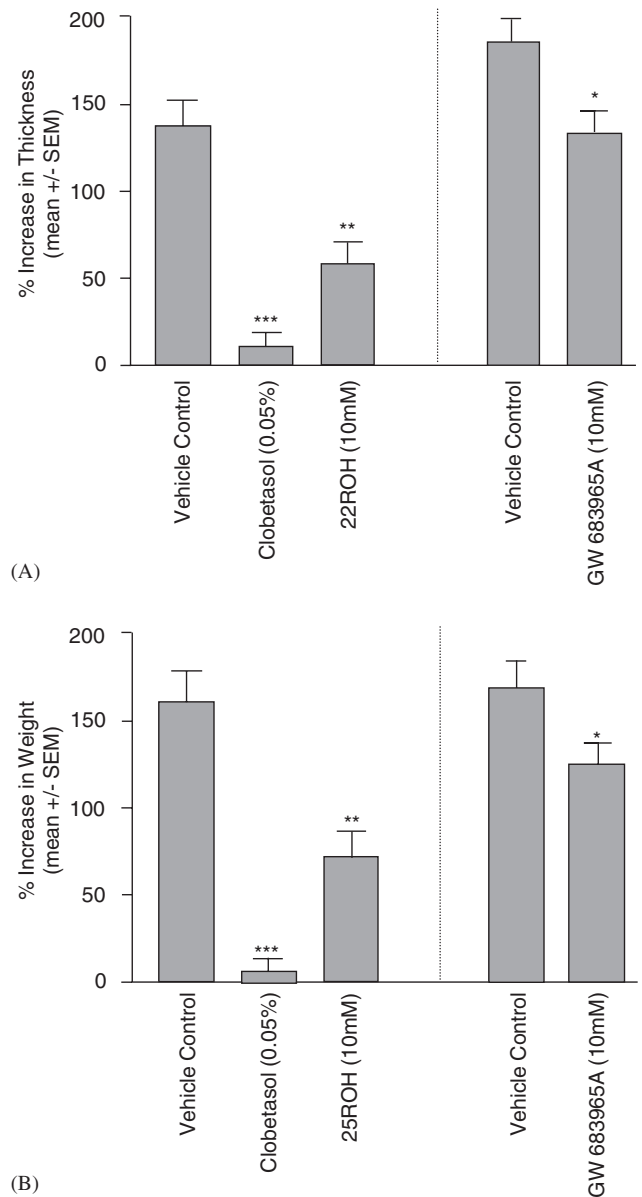 200
150
100
50
0
% Increase in Thickness
(mean +/- SEM)
***
**
*
Vehicle Control
Clobetasol (0.05%)
22ROH (10mM)
Vehicle Control
GW 683965A (10mM)
(A)
200
150
100
50
0
% Increase in Weight
(mean +/- SEM)
***
**
*
Vehicle Control
Clobetasol (0.05%)
25ROH (10mM)
Vehicle Control
GW 683965A (10mM)
(B)